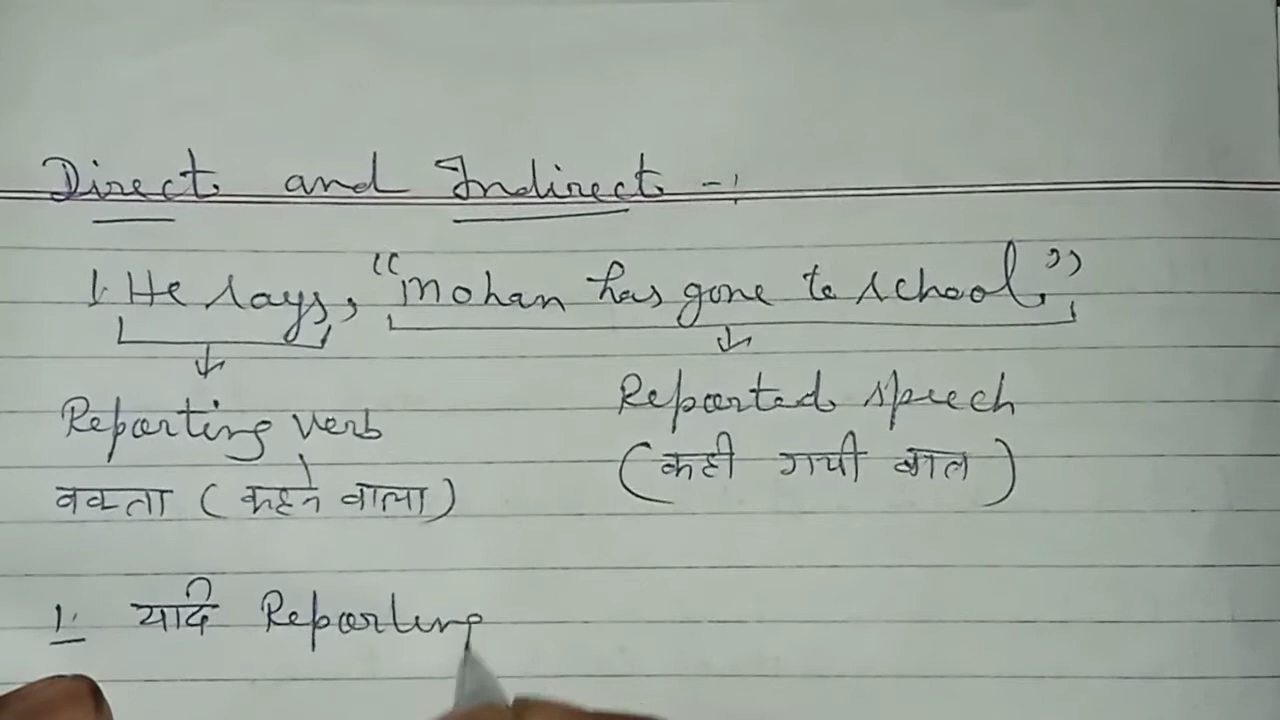 Direct and Indirect -:
1. He says, "Mohan has gone to school."
Reporting verb
Reported speech
वक्ता (कहने वाला)
(कही गयी बात)
1. यदि Reporting